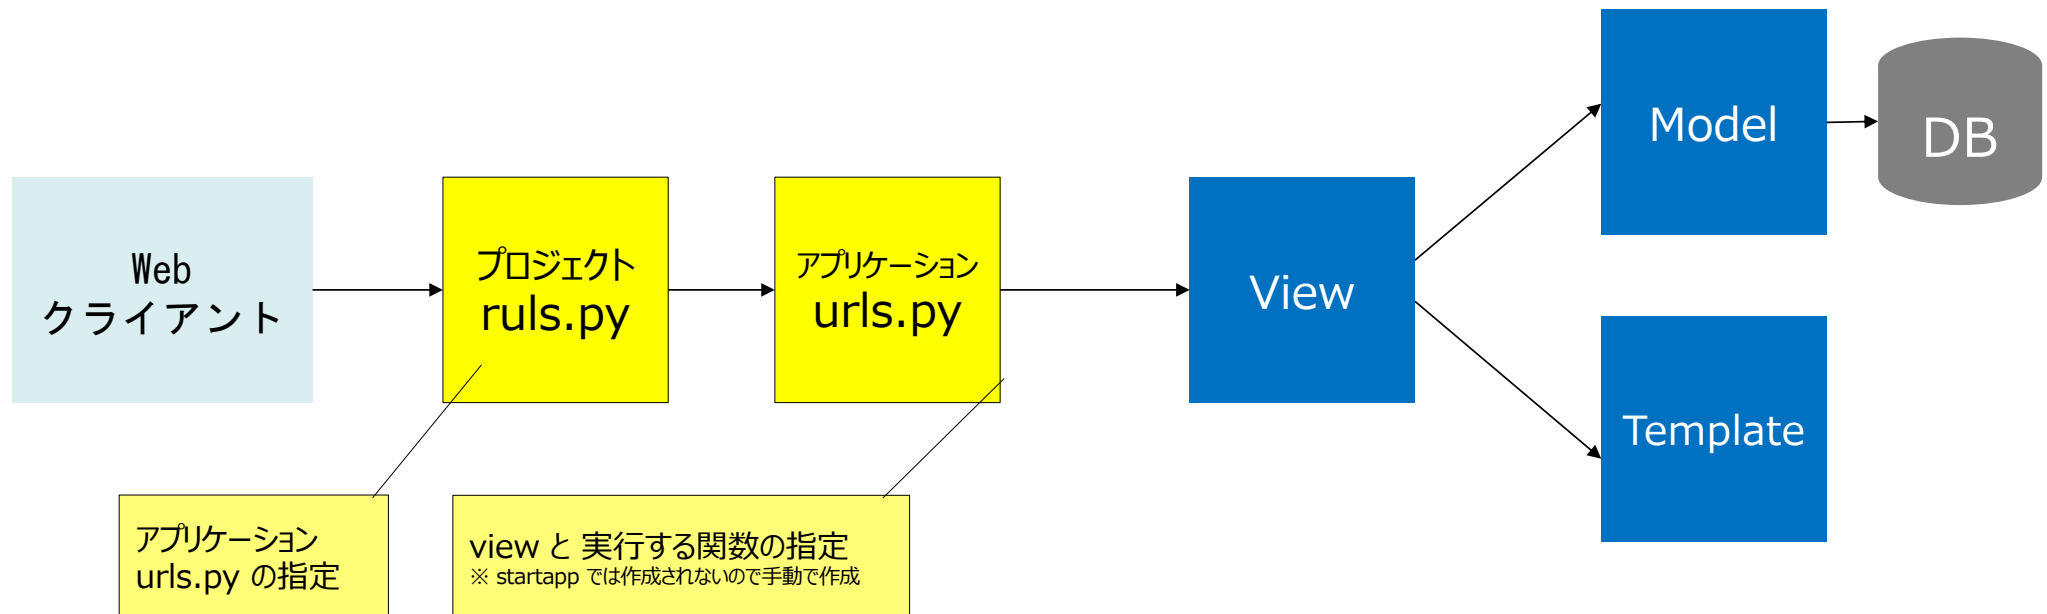 Web
クライアント
プロジェクト
ruls.py
アプリケーション
urls.py
View
Model
DB
Template
アプリケーション
urls.py の指定
view と 実行する関数の指定
※ startapp では作成されないので手動で作成